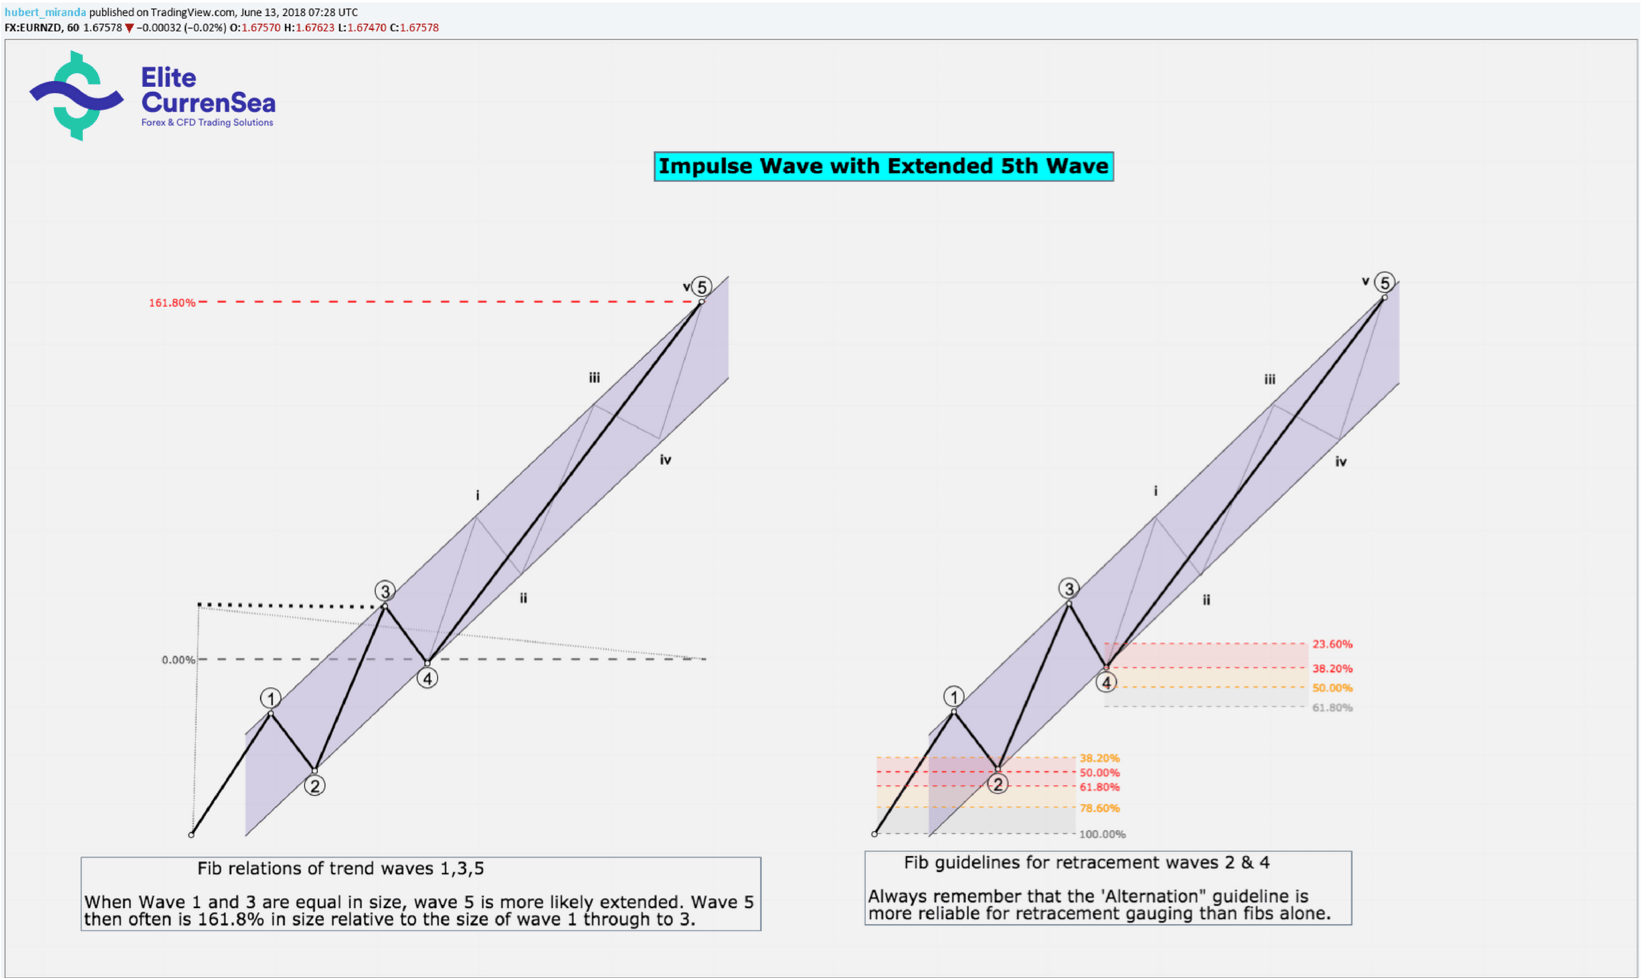 hubert_miranda published on TradingView.com, June 13, 2018 07:28 UTC
FX:EURNZD, 60 1.67578 ▼ −0.00032 (−0.02%) O:1.67570 H:1.67623 L:1.67470 C:1.67578
Elite
CurrenSea
Forex & CFD Trading Solutions
Impulse Wave with Extended 5th Wave
161.80%
v 5
iii
iv
i
ii
3
0.00%
4
1
2
v 5
iii
iv
i
ii
3
23.60%
38.20%
4
50.00%
61.80%
1
38.20%
50.00%
2
61.80%
78.60%
100.00%
Fib relations of trend waves 1,3,5
When Wave 1 and 3 are equal in size, wave 5 is more likely extended. Wave 5
then often is 161.8% in size relative to the size of wave 1 through to 3.
Fib guidelines for retracement waves 2 & 4
Always remember that the 'Alternation" guideline is
more reliable for retracement gauging than fibs alone.